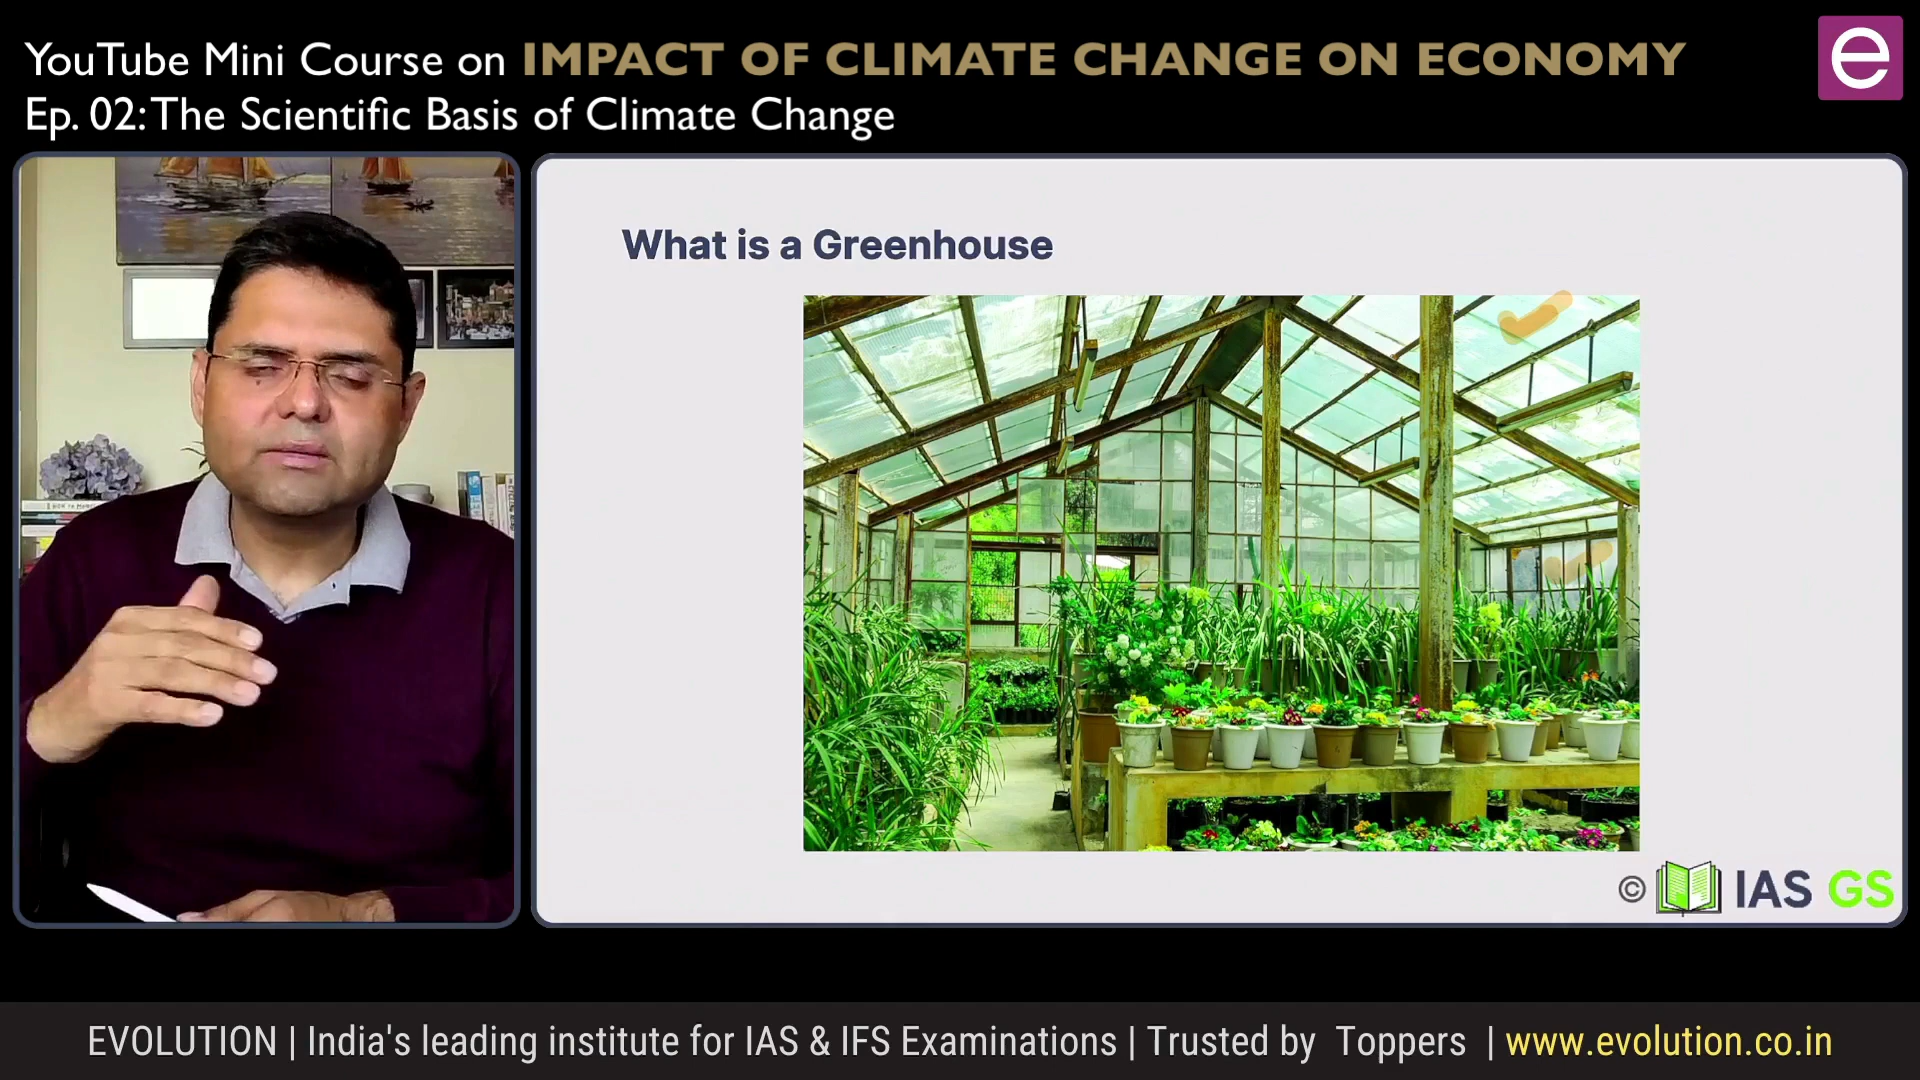 YouTube Mini Course on IMPACT OF CLIMATE CHANGE ON ECONOMY
Ep. 02: The Scientific Basis of Climate Change
e
What is a Greenhouse
© IAS GS
EVOLUTION | India's leading institute for IAS & IFS Examinations | Trusted by Toppers | www.evolution.co.in